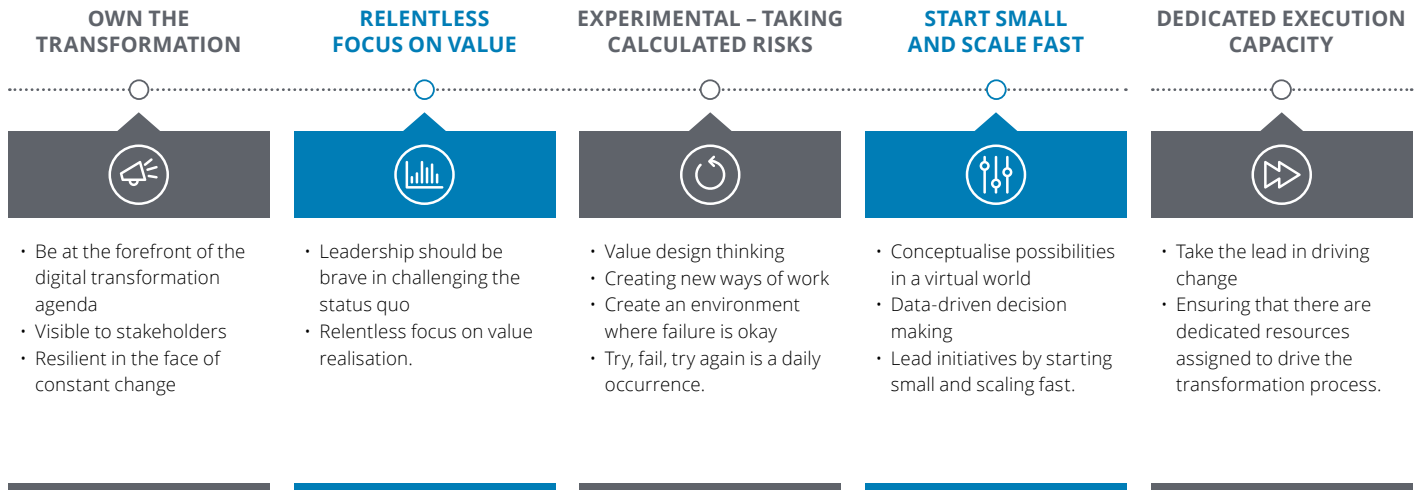 OWN THE
TRANSFORMATION
• Be at the forefront of the
digital transformation
agenda
• Visible to stakeholders
• Resilient in the face of
constant change
RELENTLESS
FOCUS ON VALUE
• Leadership should be
brave in challenging the
status quo
• Relentless focus on value
realisation.
EXPERIMENTAL – TAKING
CALCULATED RISKS
• Value design thinking
• Creating new ways of work
• Create an environment
where failure is okay
• Try, fail, try again is a daily
occurrence.
START SMALL
AND SCALE FAST
• Conceptualise possibilities
in a virtual world
• Data-driven decision
making
• Lead initiatives by starting
small and scaling fast.
DEDICATED EXECUTION
CAPACITY
• Take the lead in driving
change
• Ensuring that there are
dedicated resources
assigned to drive the
transformation process.